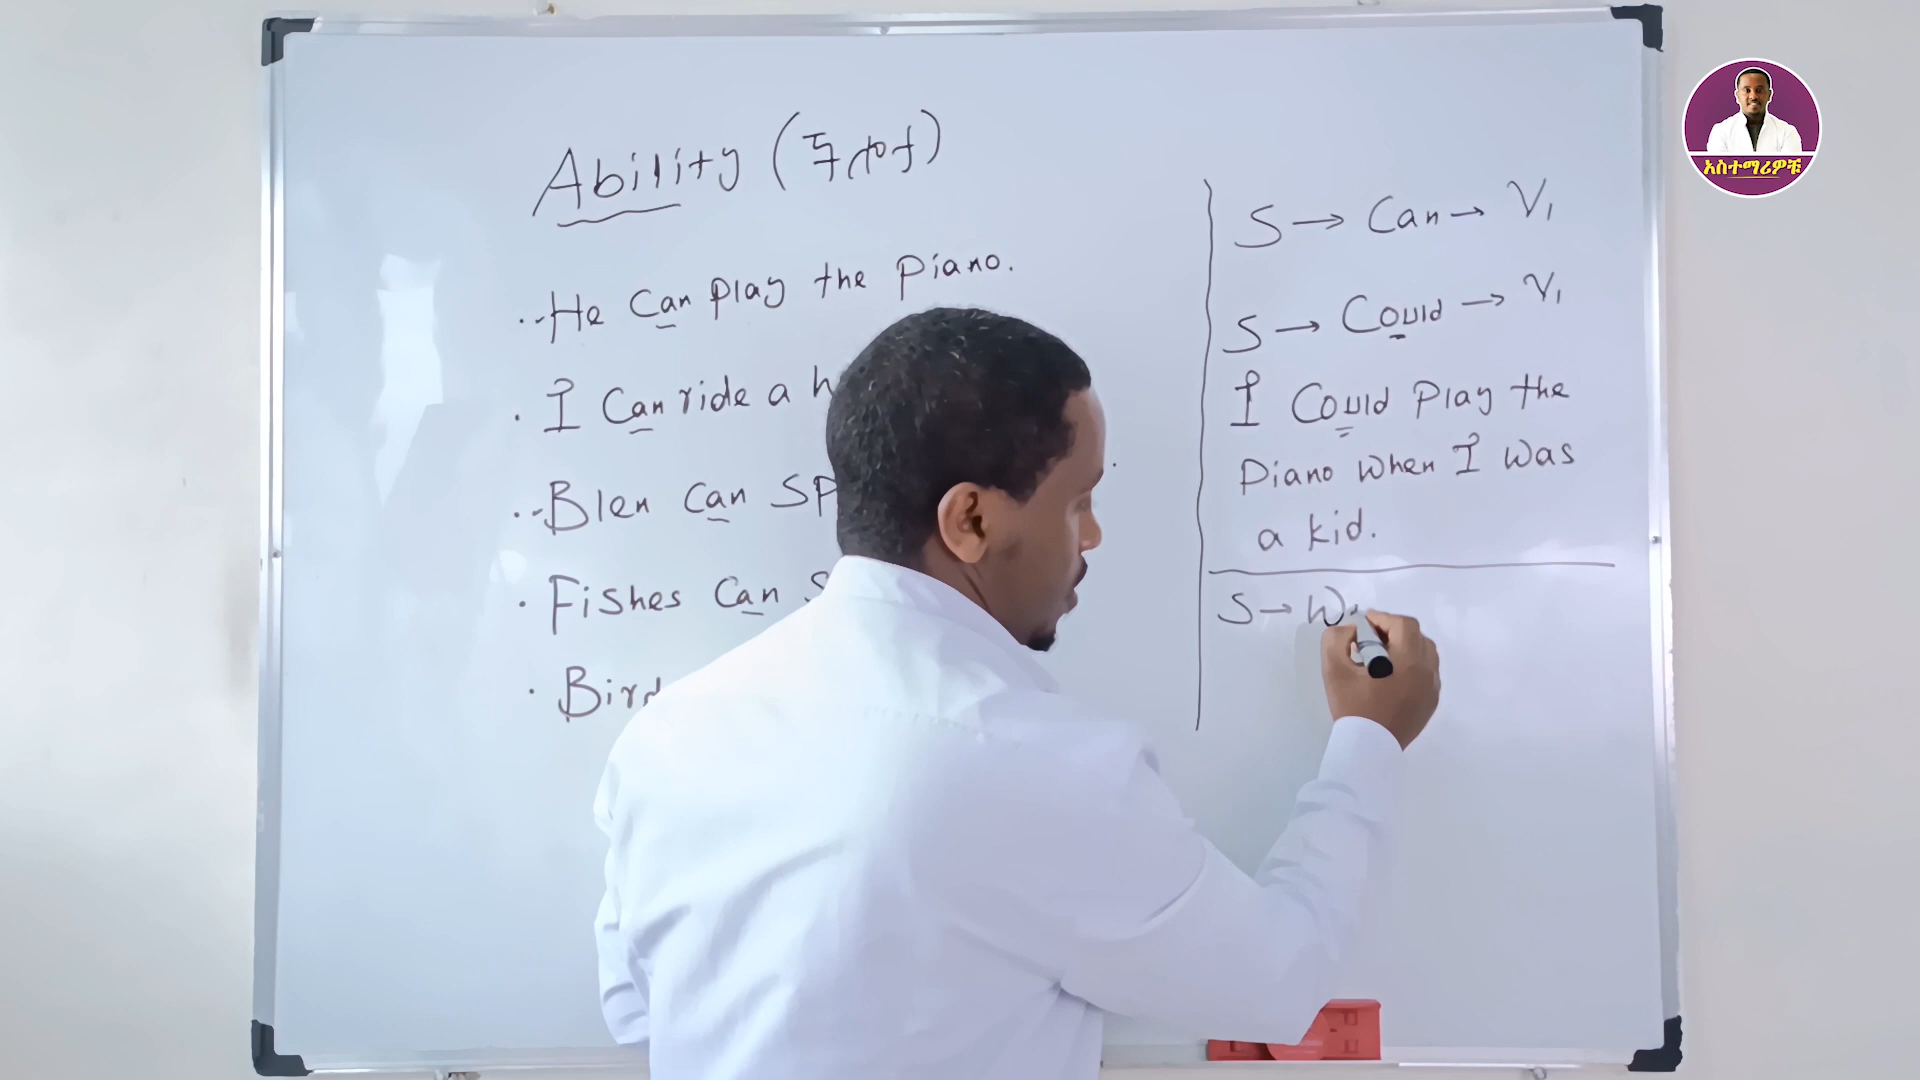 Ability (ችሎታ)
He Can play the piano.
I Can ride a
Blen Can
Fishes Can
S → Can → V1
S → Could → V1
I Could play the
Piano when I was
a kid.
S →
አስተማሪዎቹ